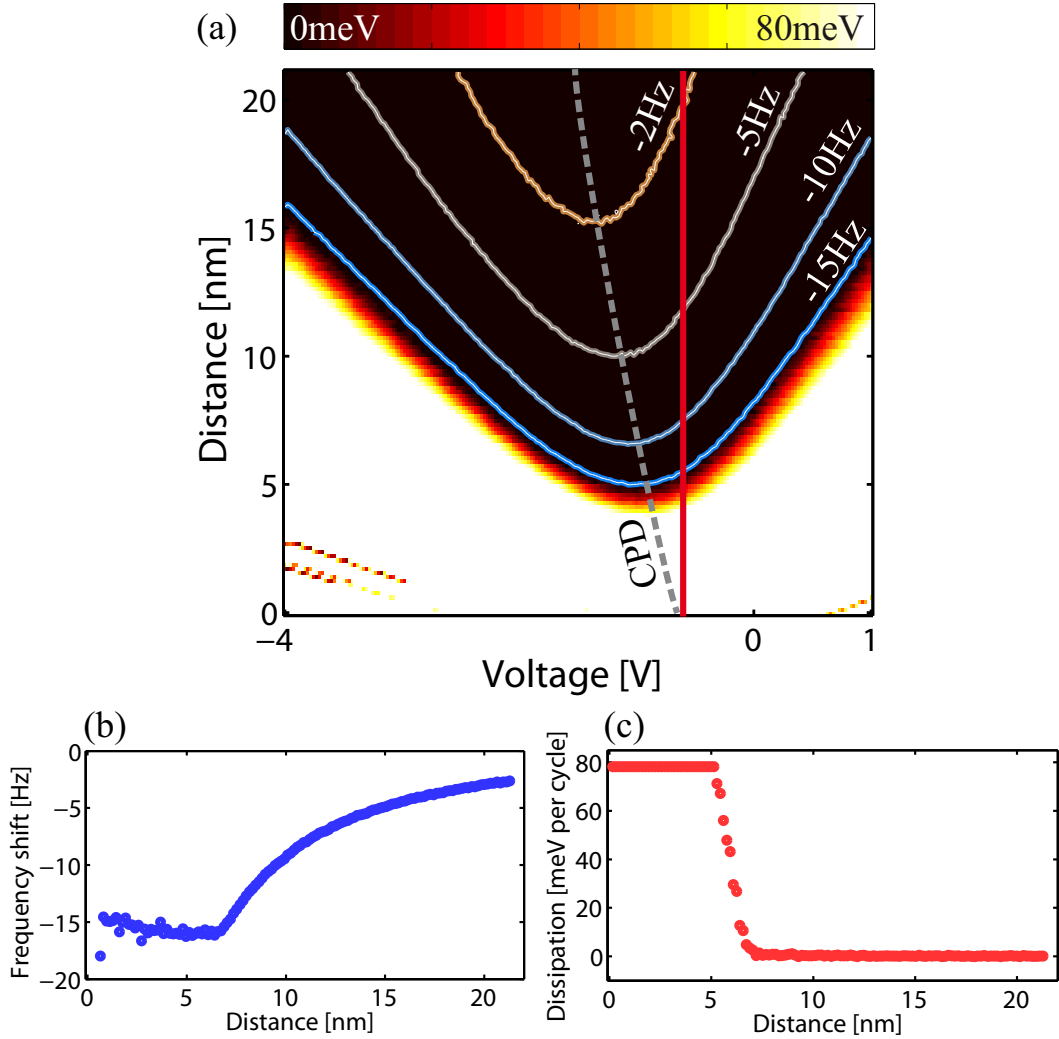 (a)
0meV 80meV
20
15
10
5
0
Distance [nm]
-2Hz
-5Hz
-10Hz
-15Hz
CPD
−4 0 1
Voltage [V]
(b)
0
−5
−10
−15
−20
Frequency shift [Hz]
0 5 10 15 20
Distance [nm]
(c)
80
60
40
20
0
Dissipation [meV per cycle]
0 5 10 15 20
Distance [nm]